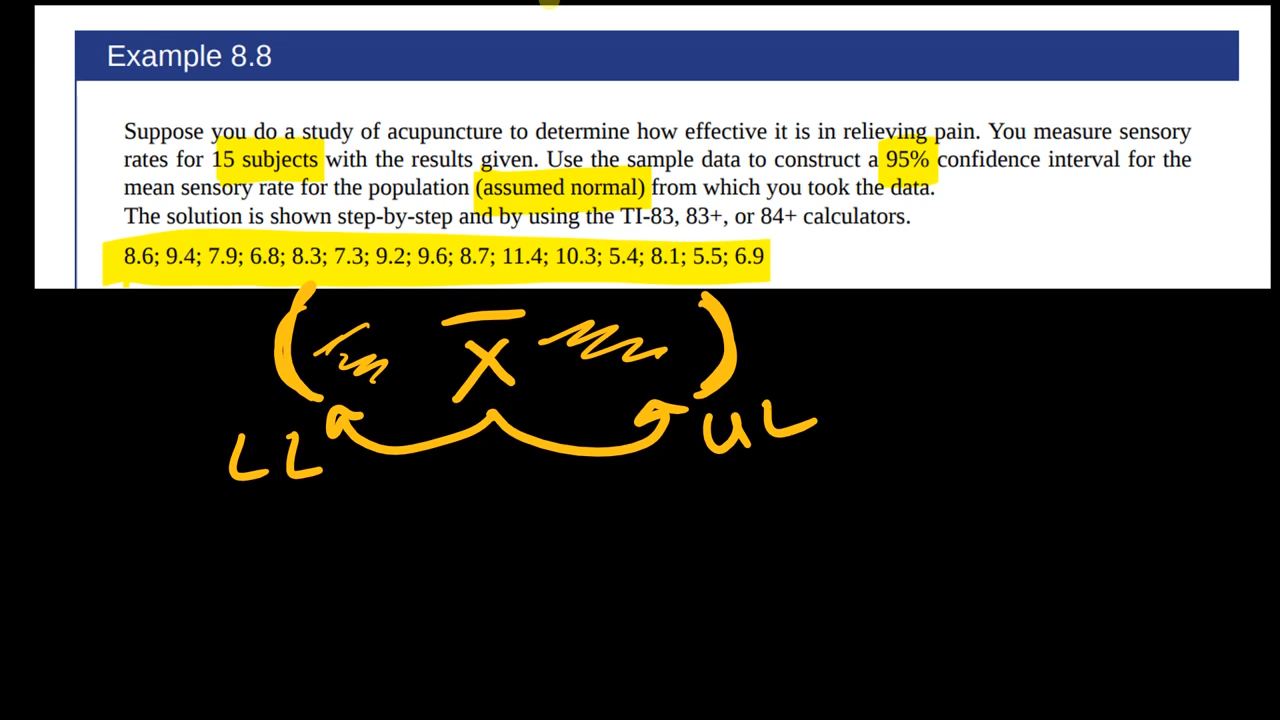 Example 8.8
Suppose you do a study of acupuncture to determine how effective it is in relieving pain. You measure sensory
rates for 15 subjects with the results given. Use the sample data to construct a 95% confidence interval for the
mean sensory rate for the population (assumed normal) from which you took the data.
The solution is shown step-by-step and by using the TI-83, 83+, or 84+ calculators.
8.6; 9.4; 7.9; 6.8; 8.3; 7.3; 9.2; 9.6; 8.7; 11.4; 10.3; 5.4; 8.1; 5.5; 6.9
( x̄ )
LL UL